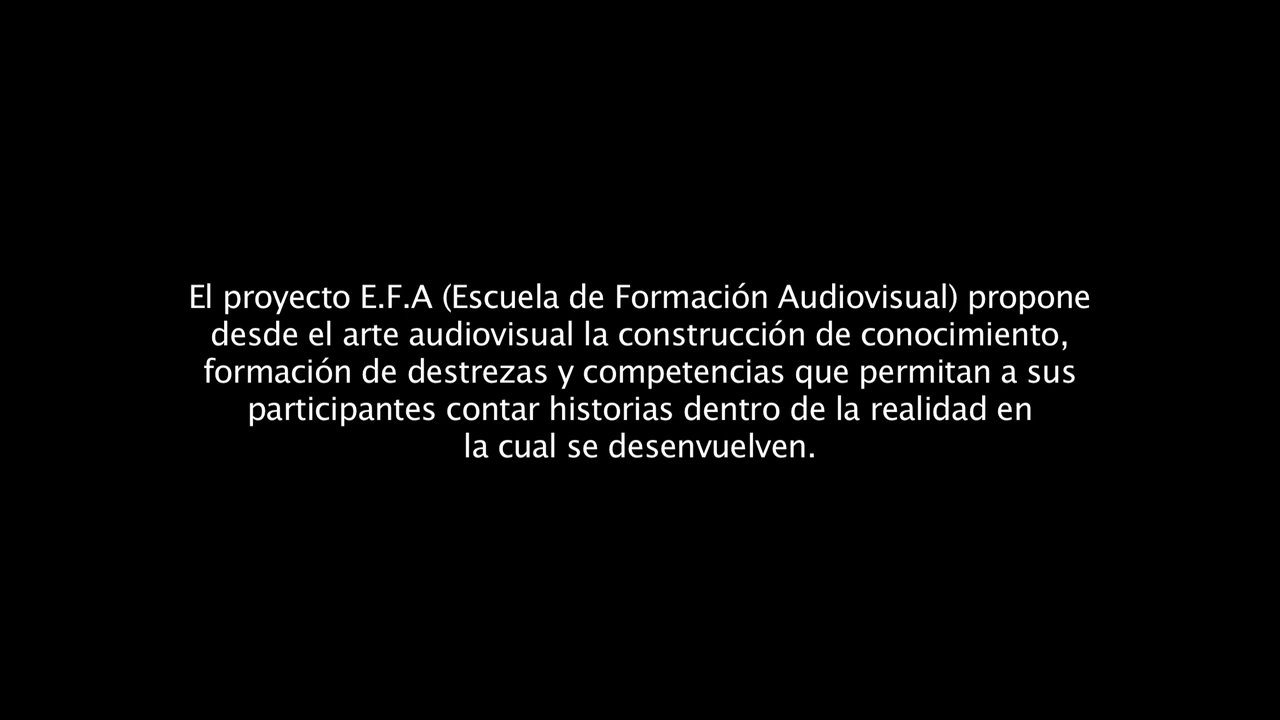 El proyecto E.F.A (Escuela de Formación Audiovisual) propone
desde el arte audiovisual la construcción de conocimiento,
formación de destrezas y competencias que permitan a sus
participantes contar historias dentro de la realidad en
la cual se desenvuelven.